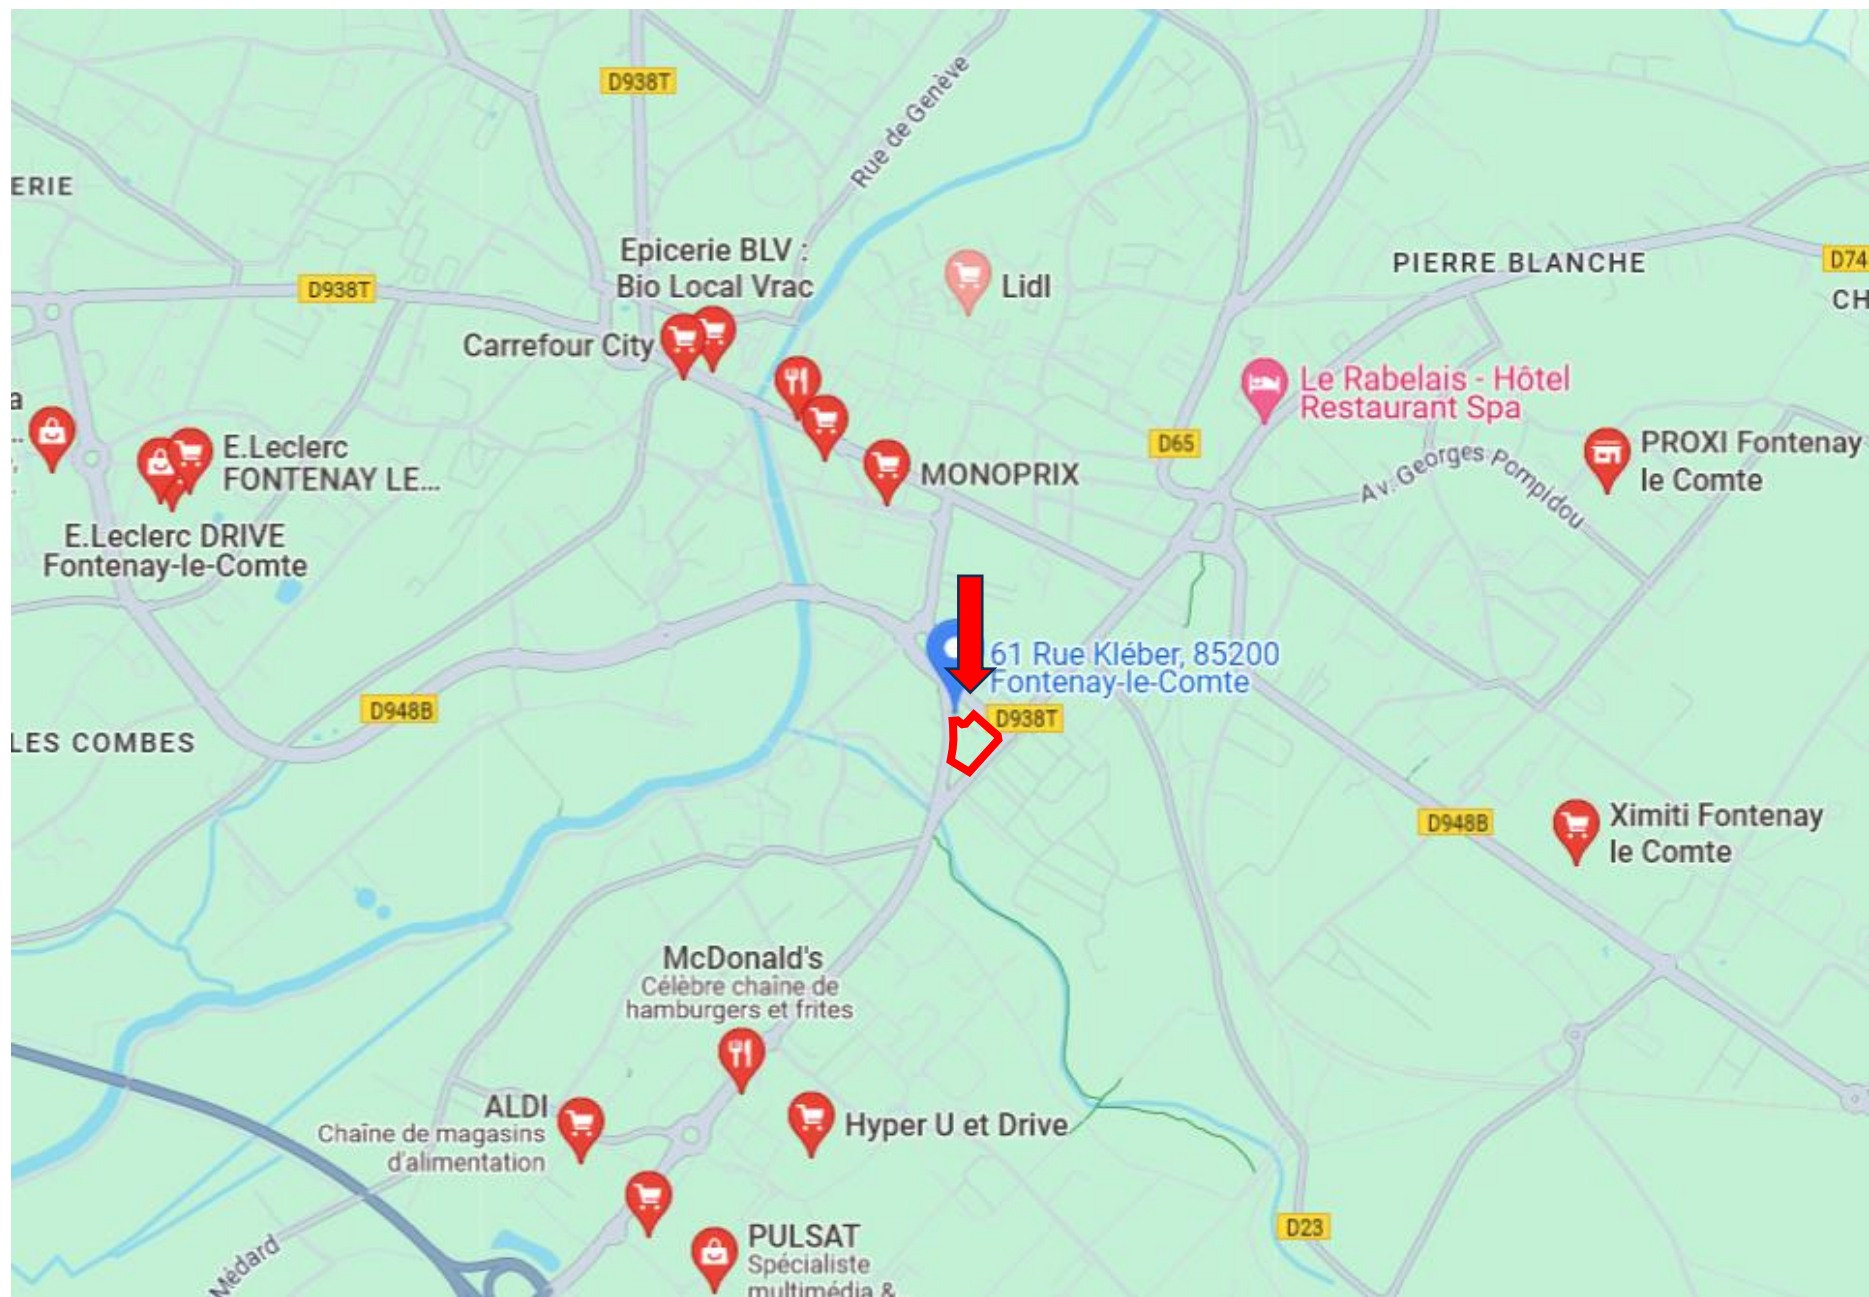 D938T
Rue de Genève
ERIE
Epicerie BLV :
Bio Local Vrac
PIERRE BLANCHE
D74
CH
D938T
Lidl
Carrefour City
Le Rabelais - Hôtel
Restaurant Spa
a
...
E.Leclerc
FONTENAY LE...
MONOPRIX
D65
Av. Georges Pompidou
PROXI Fontenay
le Comte
E.Leclerc DRIVE
Fontenay-le-Comte
61 Rue Kléber, 85200
Fontenay-le-Comte
D948B
D938T
LES COMBES
D948B
Ximiti Fontenay
le Comte
McDonald's
Célèbre chaîne de
hamburgers et frites
ALDI
Chaîne de magasins
d'alimentation
Hyper U et Drive
D23
PULSAT
Spécialiste
multimédia &
Médard